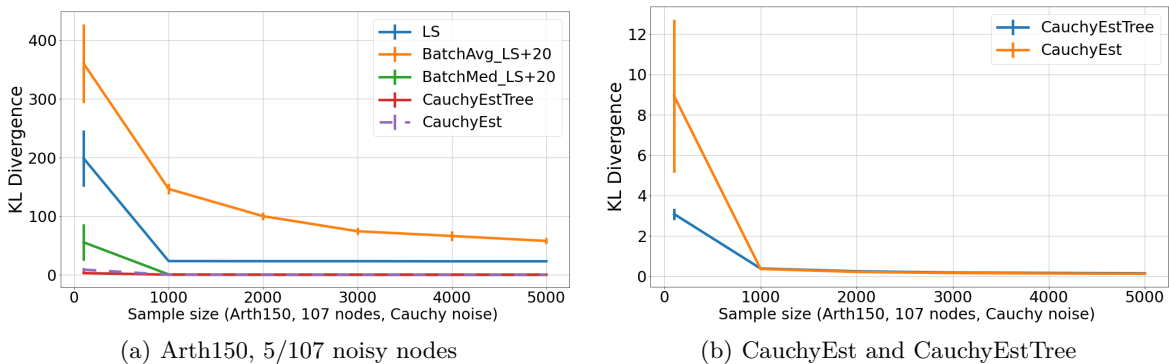 KL Divergence
400
300
200
100
0
LS
BatchAvg_LS+20
BatchMed_LS+20
CauchyEstTree
CauchyEst
0 1000 2000 3000 4000 5000
Sample size (Arth150, 107 nodes, Cauchy noise)
(a) Arth150, 5/107 noisy nodes
KL Divergence
12
10
8
6
4
2
0
CauchyEstTree
CauchyEst
0 1000 2000 3000 4000 5000
Sample size (Arth150, 107 nodes, Cauchy noise)
(b) CauchyEst and CauchyEstTree